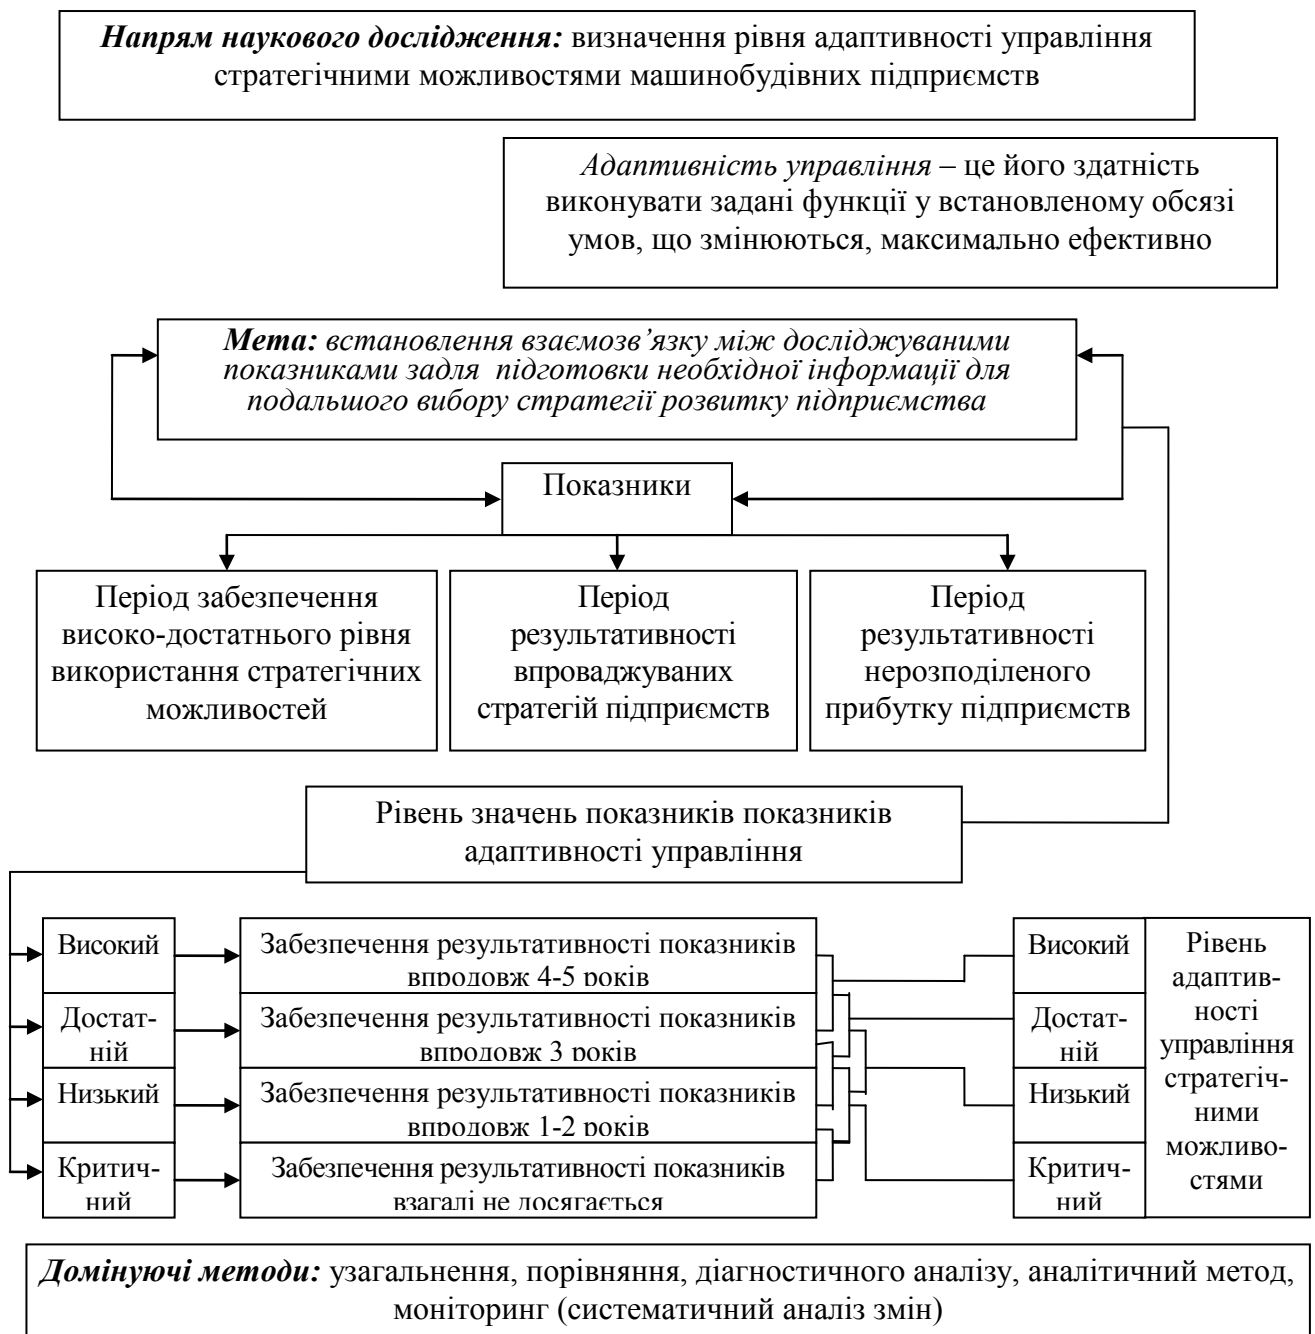 Напрям наукового дослідження: визначення рівня адаптивності управління
стратегічними можливостями машинобудівних підприємств
Адаптивність управління – це його здатність
виконувати задані функції у встановленому обсязі
умов, що змінюються, максимально ефективно
Мета: встановлення взаємозв’язку між досліджуваними
показниками задля підготовки необхідної інформації для
подальшого вибору стратегії розвитку підприємства
Показники
Період забезпечення
високо-достатнього рівня
використання стратегічних
можливостей
Період
результативності
впроваджуваних
стратегій підприємств
Період
результативності
нерозподіленого
прибутку підприємств
Рівень значень показників показників
адаптивності управління
Високий
Забезпечення результативності показників
впродовж 4-5 років
Високий
Достат-
ній
Забезпечення результативності показників
впродовж 3 років
Достат-
ній
Низький
Забезпечення результативності показників
впродовж 1-2 років
Низький
Критич-
ний
Забезпечення результативності показників
взагалі не досягається
Критич-
ний
Рівень
адаптив-
ності
управління
стратегіч-
ними
можливо-
стями
Домінуючі методи: узагальнення, порівняння, діагностичного аналізу, аналітичний метод,
моніторинг (систематичний аналіз змін)